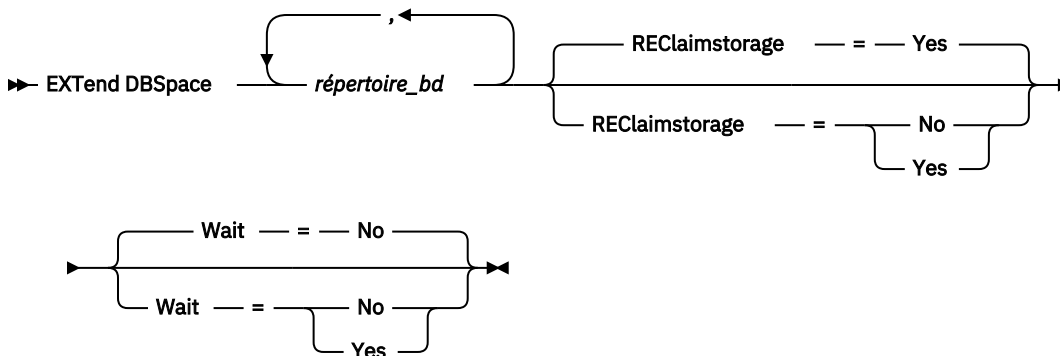 ,
REClaimstorage = Yes
EXTend DBSpace répertoire_bd
REClaimstorage = No
Yes
Wait = No
Wait = No
Yes